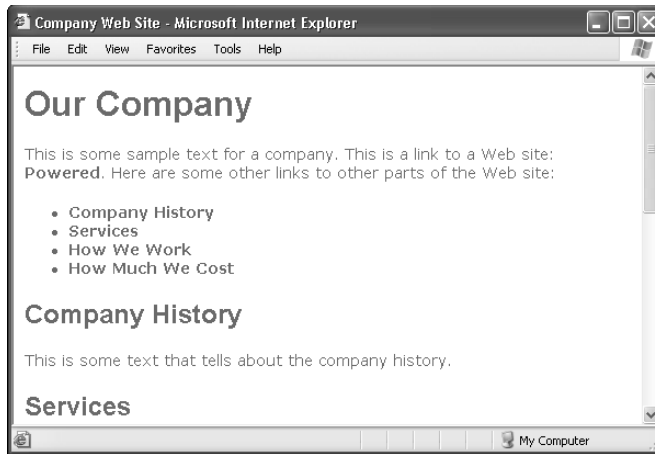 Company Web Site - Microsoft Internet Explorer
File Edit View Favorites Tools Help
Our Company
This is some sample text for a company. This is a link to a Web site:
Powered. Here are some other links to other parts of the Web site:
• Company History
• Services
• How We Work
• How Much We Cost
Company History
This is some text that tells about the company history.
Services
My Computer